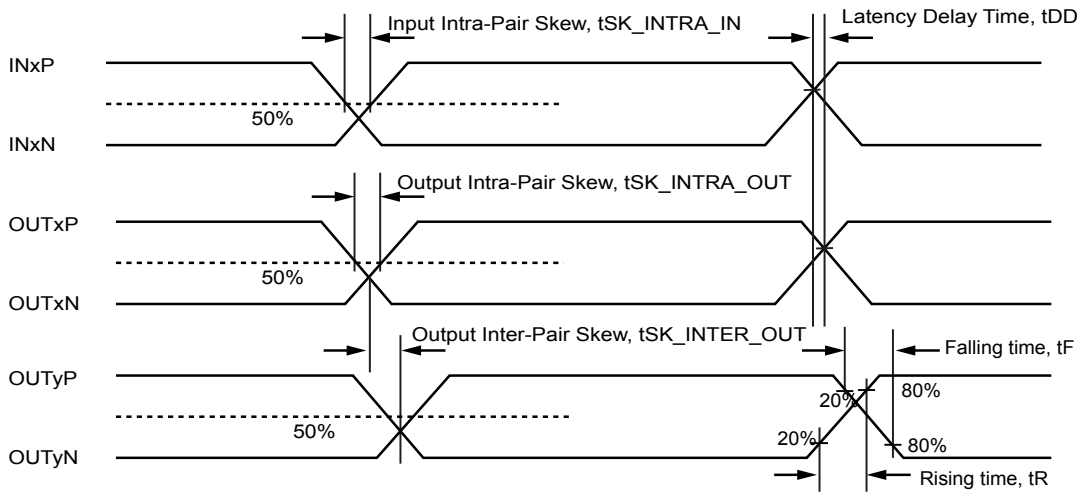 Input Intra-Pair Skew, tSK_INTRA_IN
Latency Delay Time, tDD
INxP
50%
INxN
Output Intra-Pair Skew, tSK_INTRA_OUT
OUTxP
50%
OUTxN
Output Inter-Pair Skew, tSK_INTER_OUT
Falling time, tF
OUTyP
20%
80%
50%
20%
80%
OUTyN
Rising time, tR